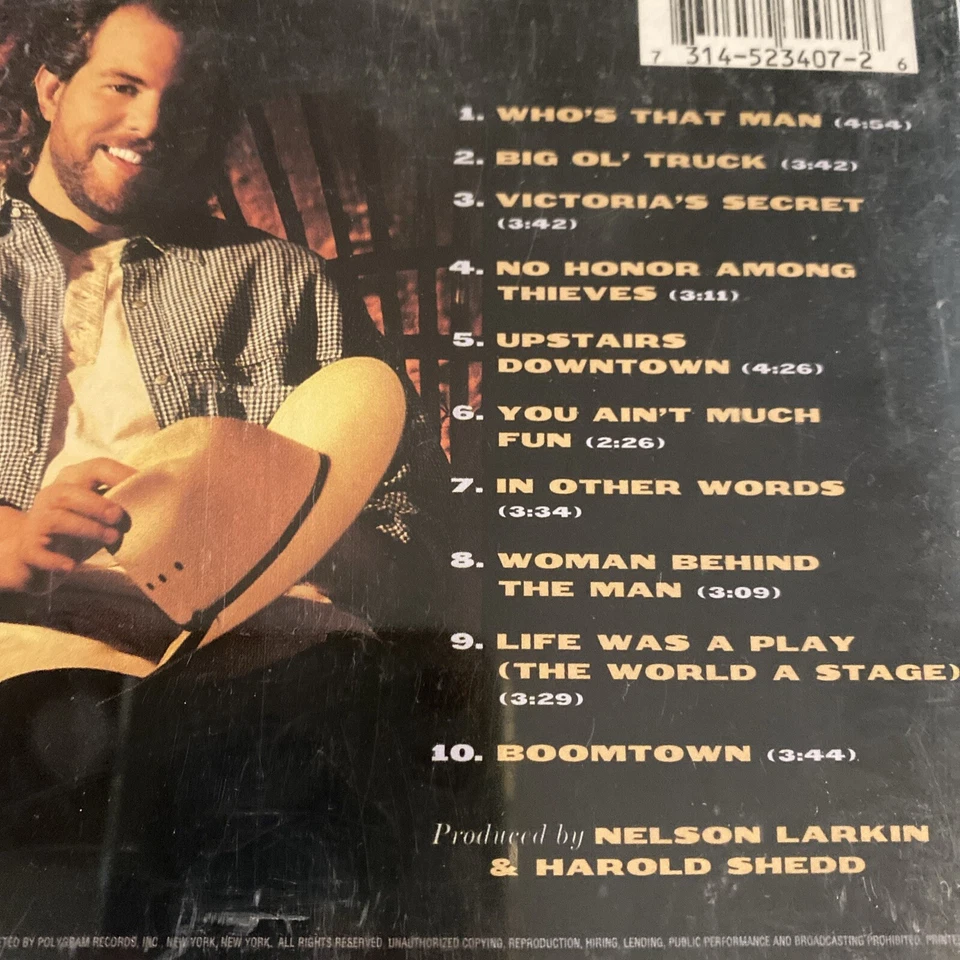 7 314-523407-2 6
1. WHO'S THAT MAN (4:54)
2. BIG OL' TRUCK (3:42)
3. VICTORIA'S SECRET
(3:42)
4. NO HONOR AMONG
THIEVES (3:11)
5. UPSTAIRS
DOWNTOWN (4:26)
6. YOU AIN'T MUCH
FUN (2:26)
7. IN OTHER WORDS
(3:34)
8. WOMAN BEHIND
THE MAN (3:09)
9. LIFE WAS A PLAY
(THE WORLD A STAGE)
(3:29)
10. BOOMTOWN (3:44)
Produced by NELSON LARKIN
& HAROLD SHEDD
TED BY POLYGRAM RECORDS, INC., NEW YORK, NEW YORK. ALL RIGHTS RESERVED. UNAUTHORIZED COPYING, REPRODUCTION, HIRING, LENDING, PUBLIC PERFORMANCE AND BROADCASTING PROHIBITED. PRINTE